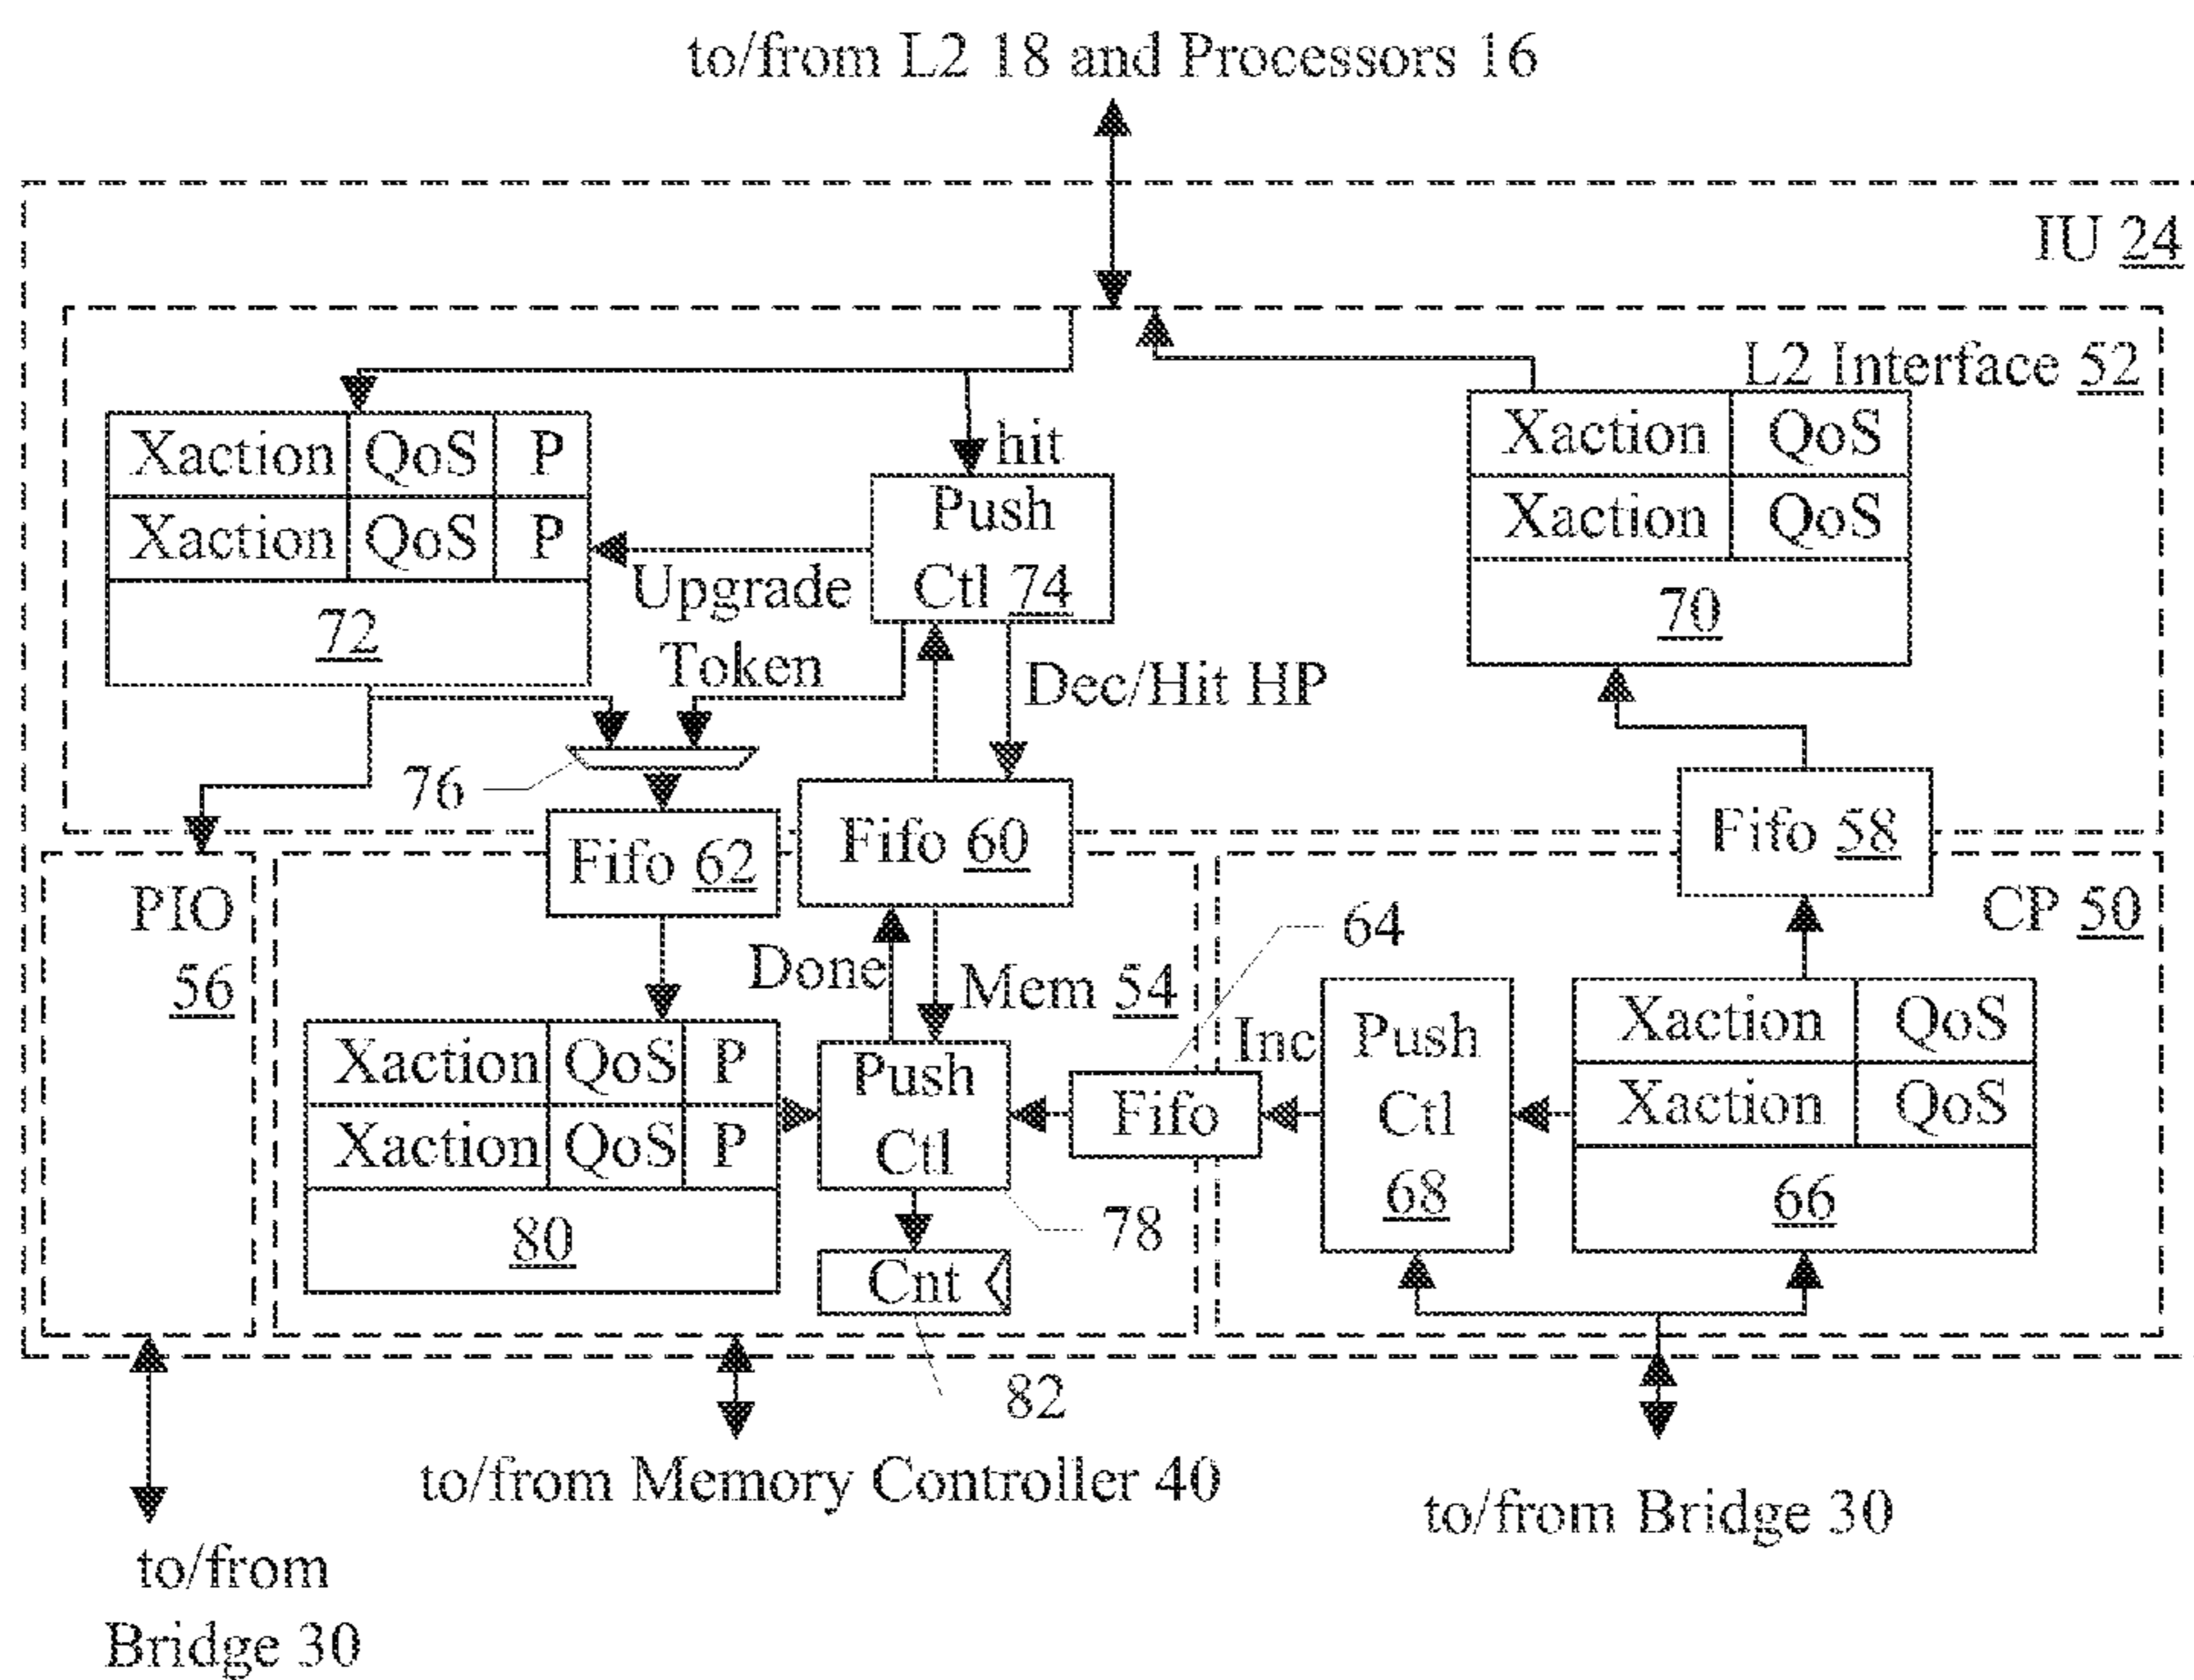 to/from L2 18 and Processors 16
IU 24
L2 Interface 52
Xaction QoS P
Xaction QoS P
72
hit
Push
Ctl 74
Upgrade
Token
Dec/Hit HP
Xaction QoS
Xaction QoS
70
76
Fifo 62
Fifo 60
Fifo 58
PIO
56
Done
Mem 54
64
CP 50
Xaction QoS P
Xaction QoS P
80
Push
Ctl
78
Cnt
82
Fifo
Inc
Push
Ctl
68
Xaction QoS
Xaction QoS
66
to/from Memory Controller 40
to/from Bridge 30
to/from
Bridge 30